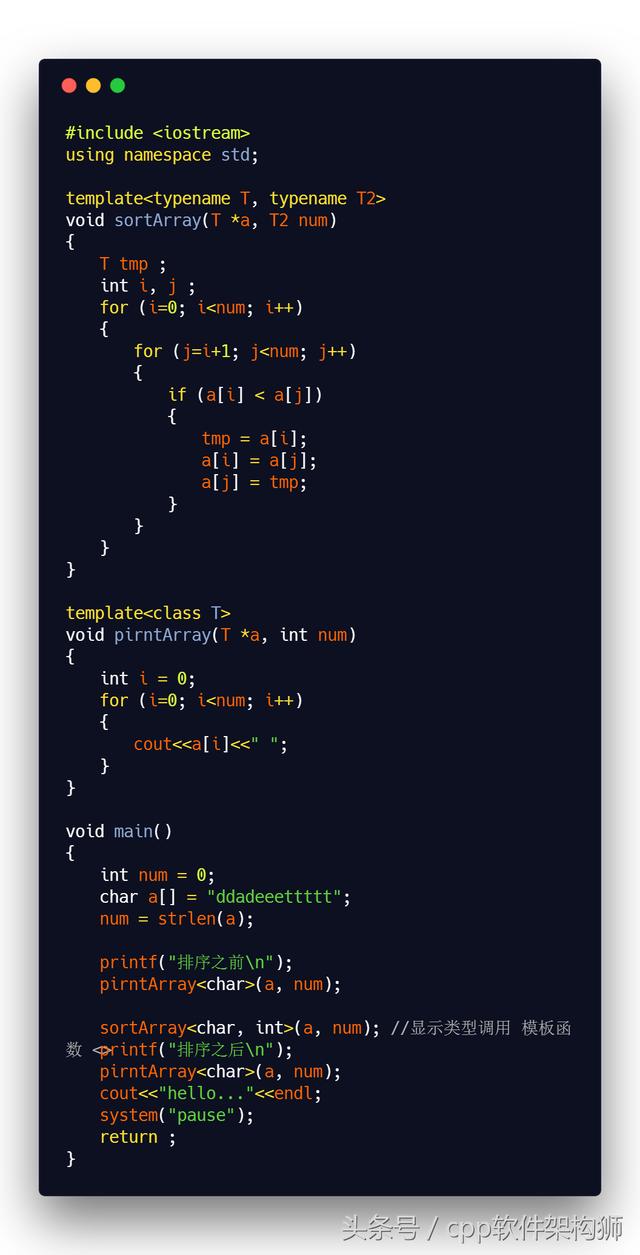 #include <iostream>
using namespace std;
template<typename T, typename T2>
void sortArray(T *a, T2 num)
{
T tmp ;
int i, j ;
for (i=0; i<num; i++)
{
for (j=i+1; j<num; j++)
{
if (a[i] < a[j])
{
tmp = a[i];
a[i] = a[j];
a[j] = tmp;
}
}
}
}
template<class T>
void pirntArray(T *a, int num)
{
int i = 0;
for (i=0; i<num; i++)
{
cout<<a[i]<<" ";
}
}
void main()
{
int num = 0;
char a[] = "ddadeeettttt";
num = strlen(a);
printf("排序之前\n");
pirntArray<char>(a, num);
sortArray<char, int>(a, num); //显示类型调用 模板函
数 <>
printf("排序之后\n");
pirntArray<char>(a, num);
cout<<"hello..."<<endl;
system("pause");
return ;
}
头条号 / cpp软件架构狮